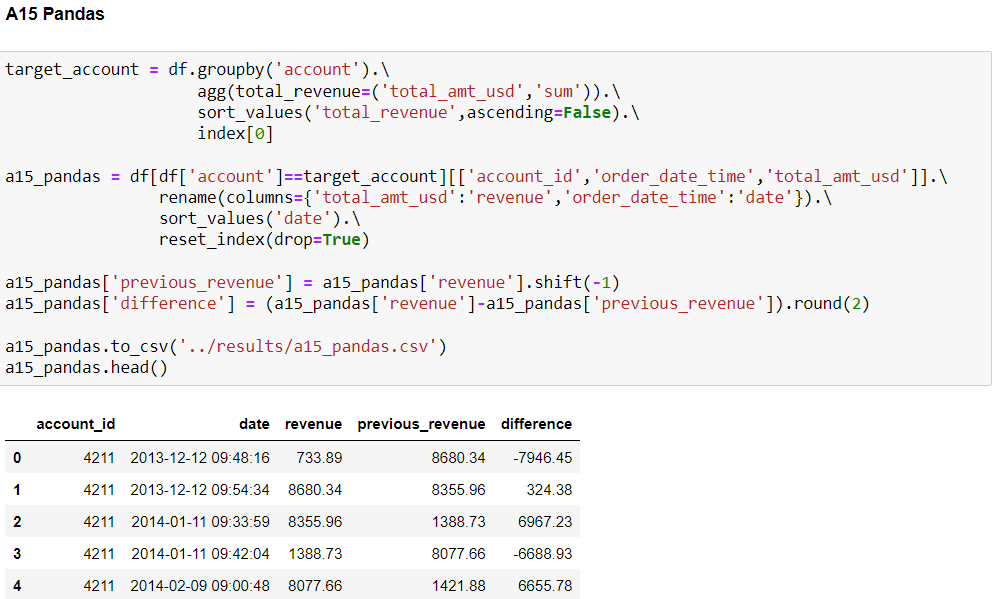 A15 Pandas
target_account = df.groupby('account').\
agg(total_revenue=('total_amt_usd','sum')).\
sort_values('total_revenue',ascending=False).\
index[0]
a15_pandas = df[df['account']==target_account][['account_id','order_date_time','total_amt_usd']].\
rename(columns={'total_amt_usd':'revenue','order_date_time':'date'}).\
sort_values('date').\
reset_index(drop=True)
a15_pandas['previous_revenue'] = a15_pandas['revenue'].shift(-1)
a15_pandas['difference'] = (a15_pandas['revenue']-a15_pandas['previous_revenue']).round(2)
a15_pandas.to_csv('../results/a15_pandas.csv')
a15_pandas.head()
account_id date revenue previous_revenue difference
0 4211 2013-12-12 09:48:16 733.89 8680.34 -7946.45
1 4211 2013-12-12 09:54:34 8680.34 8355.96 324.38
2 4211 2014-01-11 09:33:59 8355.96 1388.73 6967.23
3 4211 2014-01-11 09:42:04 1388.73 8077.66 -6688.93
4 4211 2014-02-09 09:00:48 8077.66 1421.88 6655.78